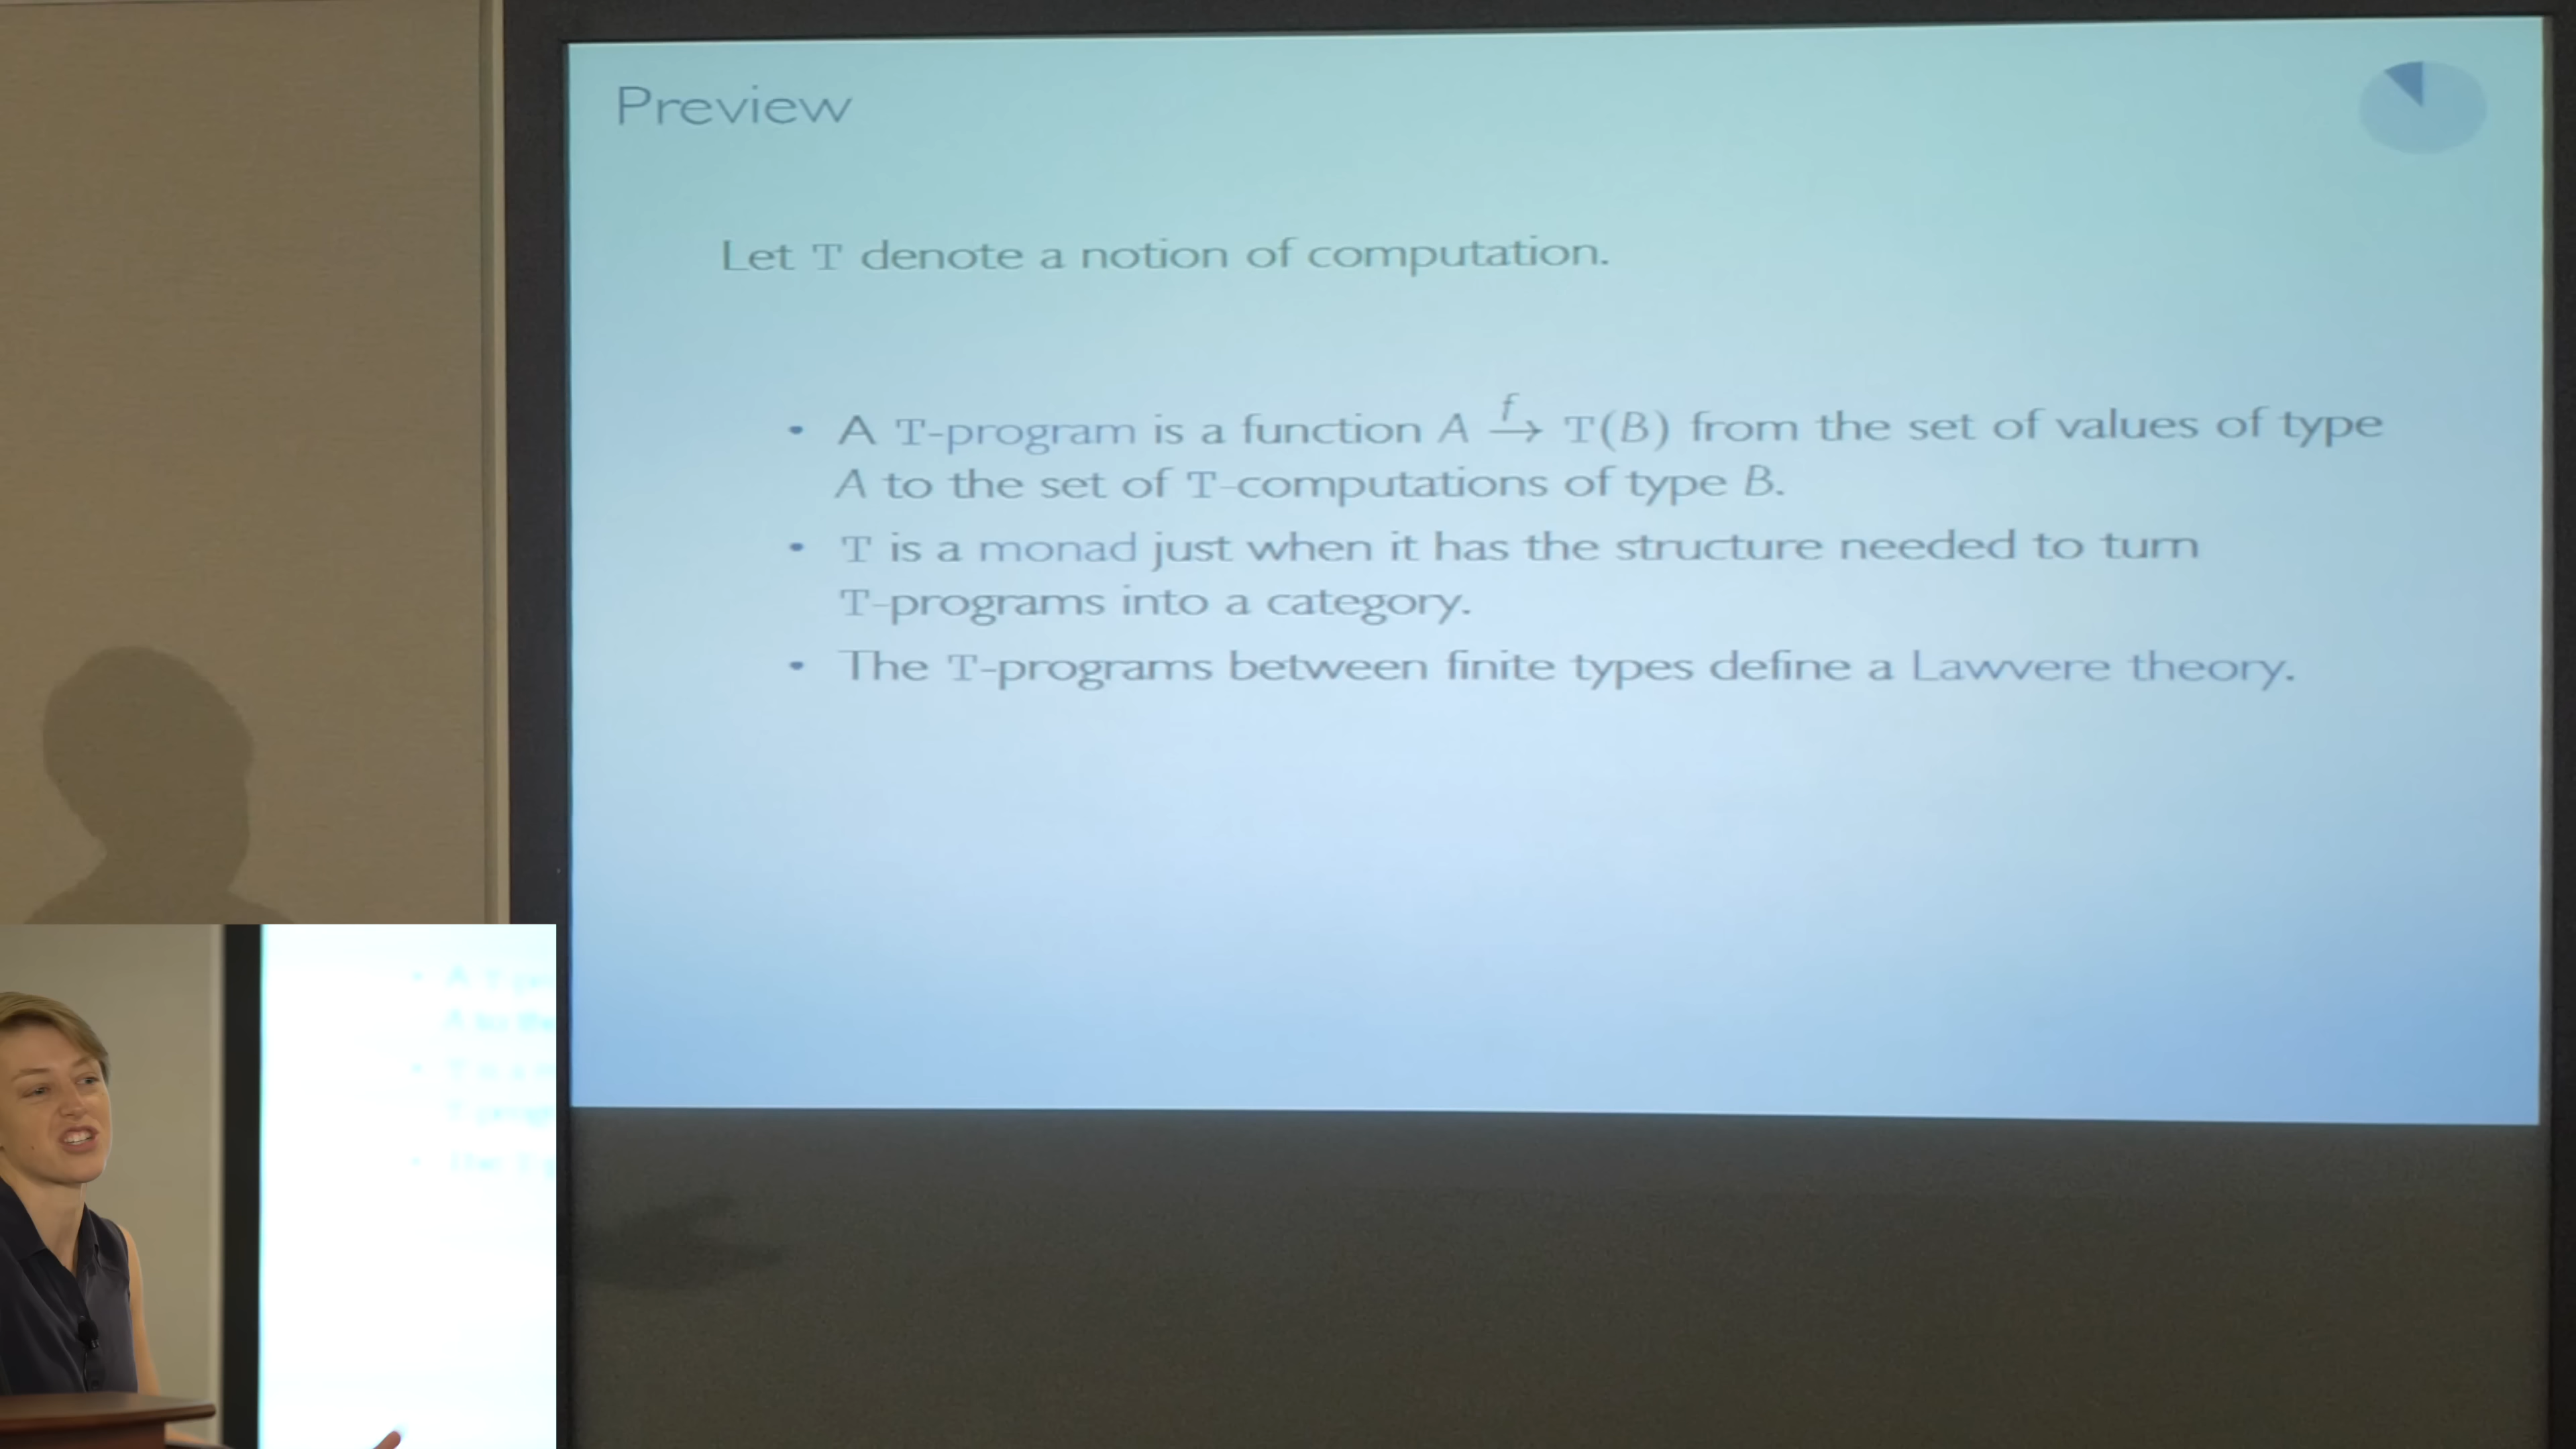 Preview
Let T denote a notion of computation.
• A T-program is a function A →^f T(B) from the set of values of type
A to the set of T-computations of type B.
• T is a monad just when it has the structure needed to turn
T-programs into a category.
• The T-programs between finite types define a Lawvere theory.